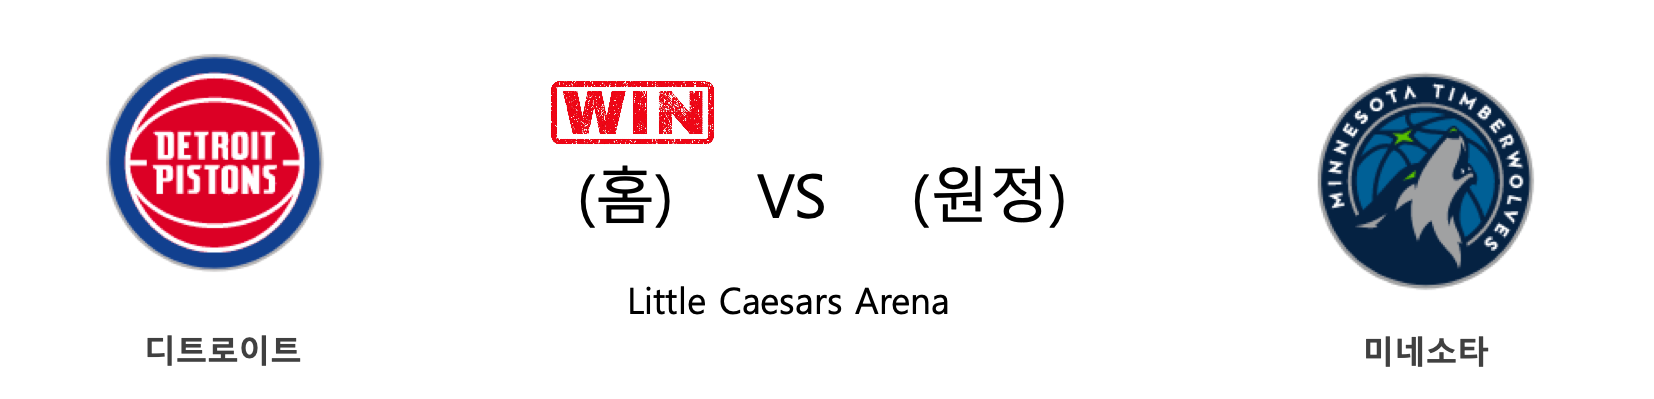 DETROIT
PISTONS
디트로이트
WIN
(홈) VS (원정)
Little Caesars Arena
MINNESOTA TIMBERWOLVES
미네소타